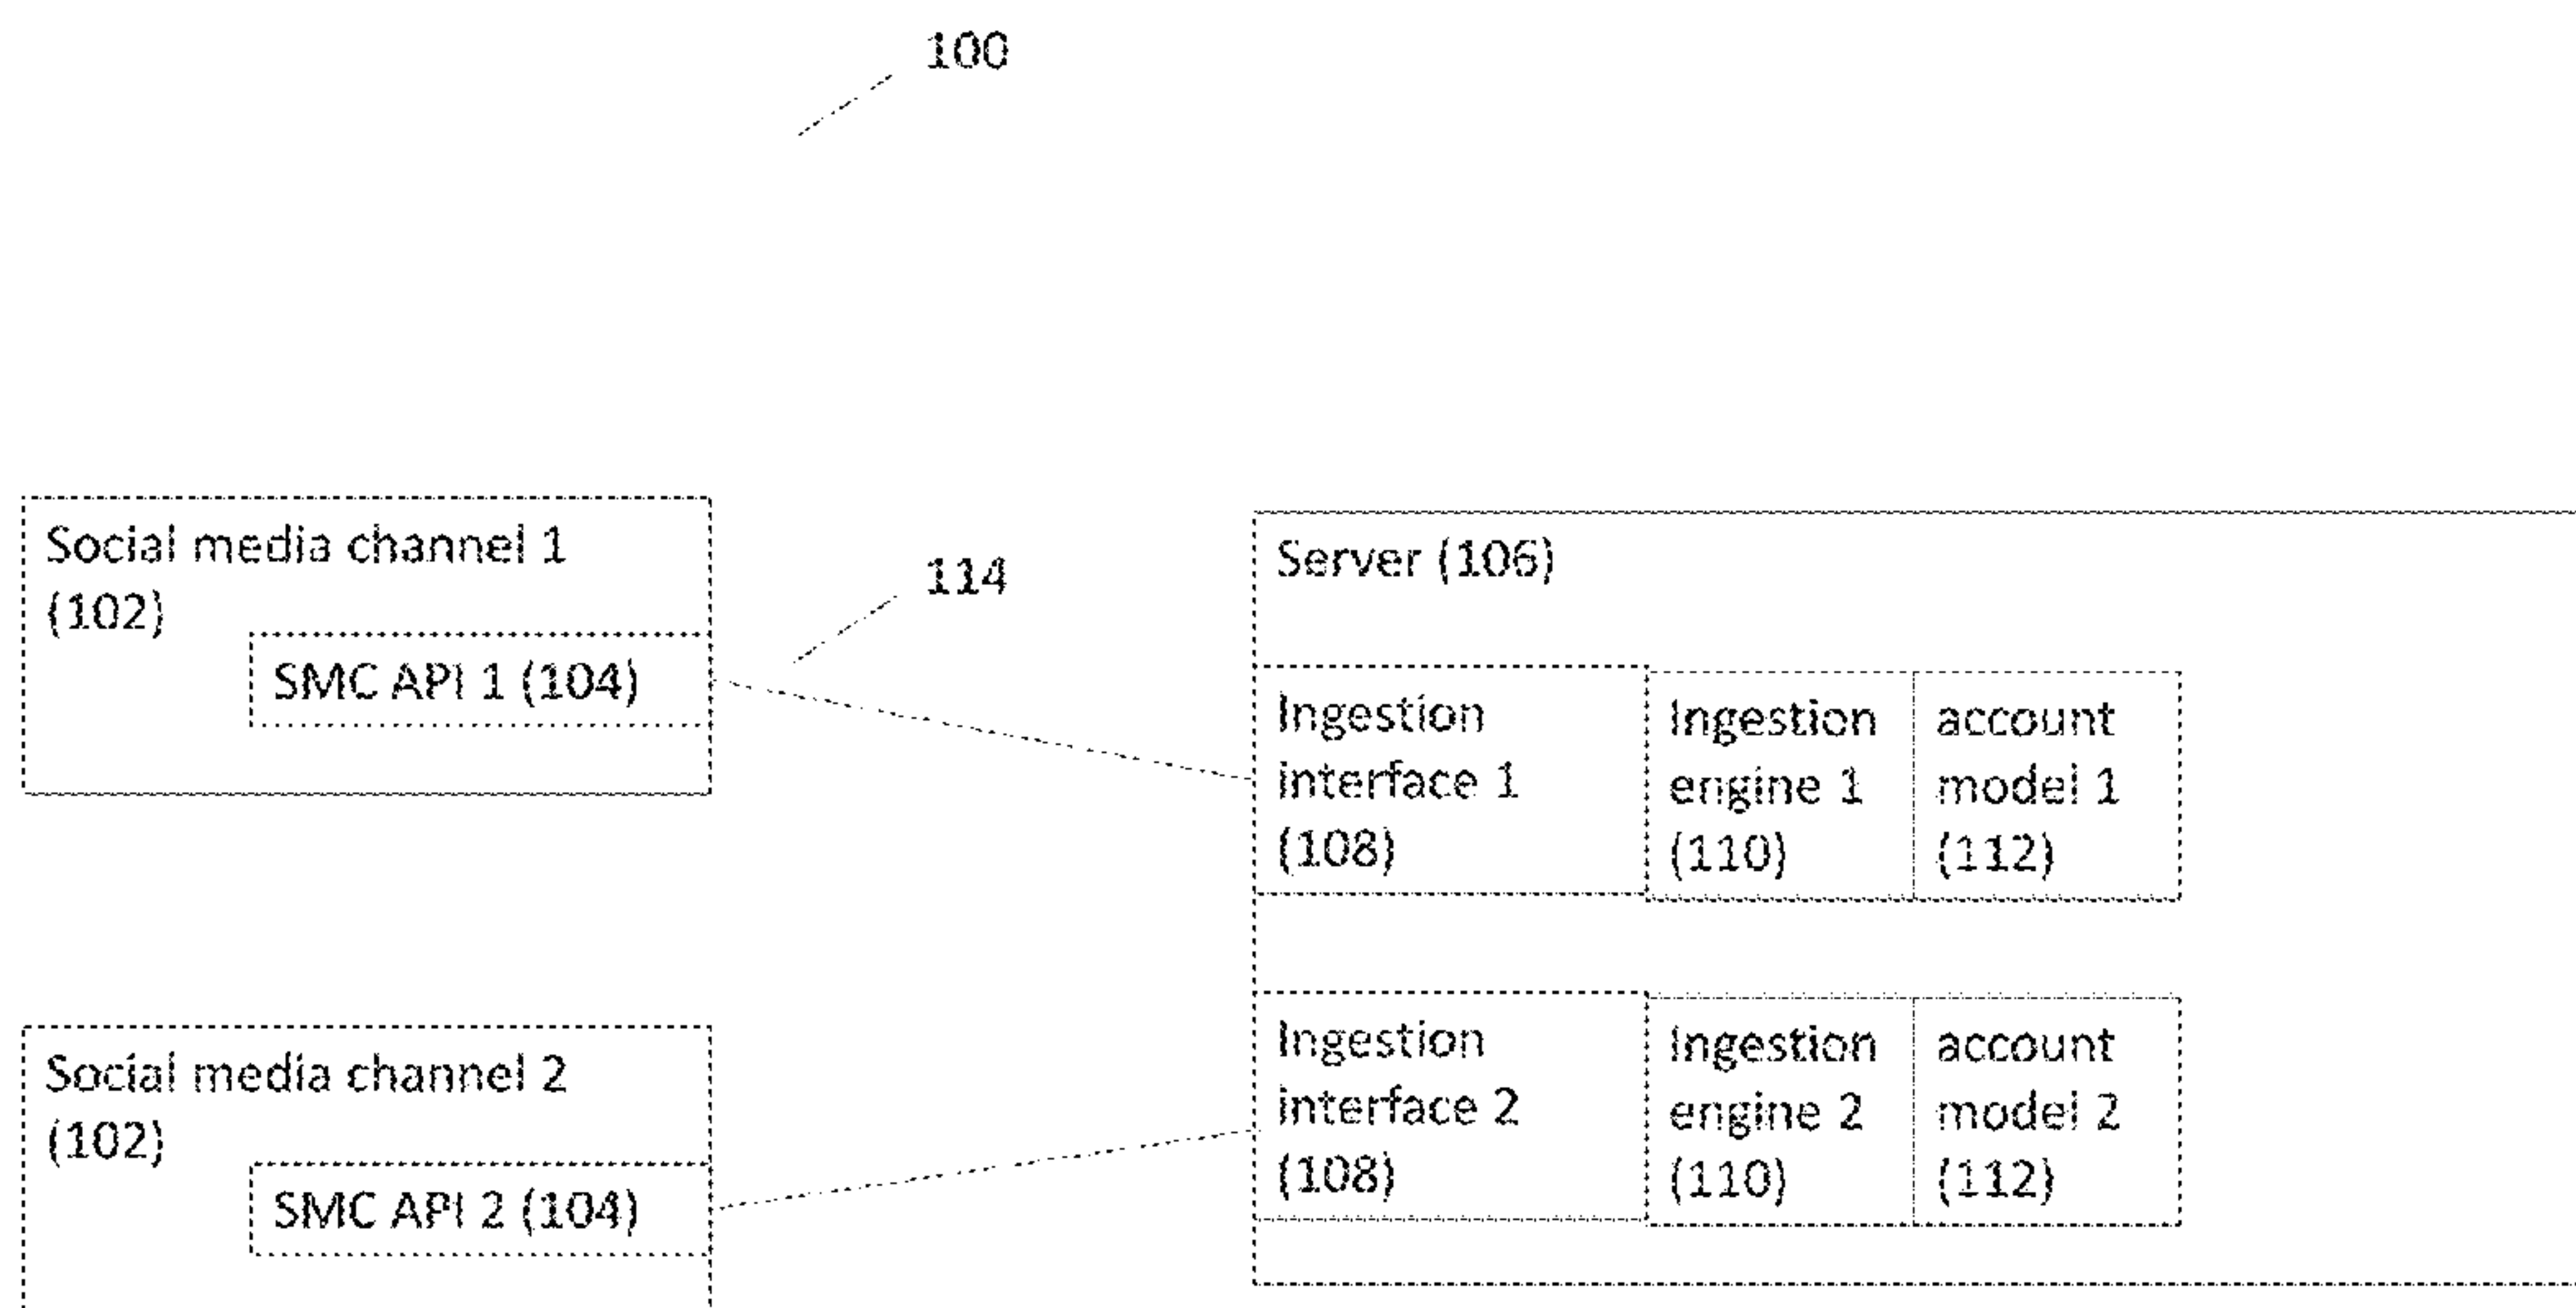 100
Social media channel 1
(102)
SMC API 1 (104)
114
Server (106)
Ingestion
interface 1
(108)
Ingestion
engine 1
(110)
account
model 1
(112)
Social media channel 2
(102)
SMC API 2 (104)
Ingestion
interface 2
(108)
Ingestion
engine 2
(110)
account
model 2
(112)